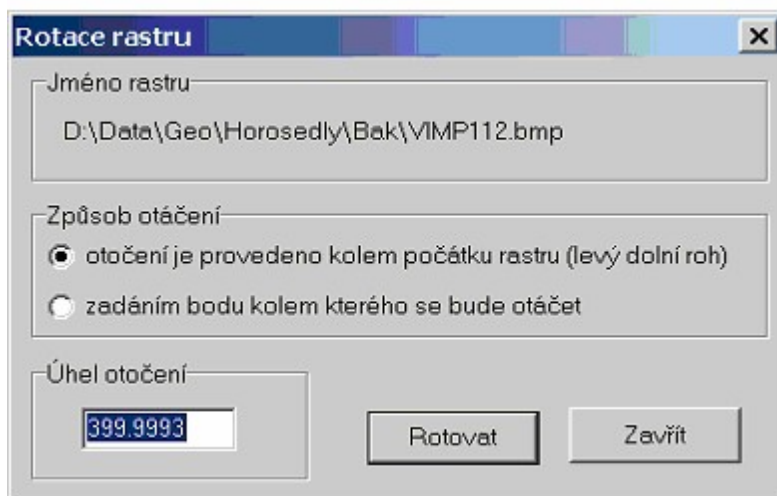 Rotace rastru
Jméno rastru
D:\Data\Geo\Horosedly\Bak\VIMP112.bmp
Způsob otáčení
otočení je provedeno kolem počátku rastru (levý dolní roh)
zadáním bodu kolem kterého se bude otáčet
Úhel otočení
399.9993
Rotovat
Zavřít